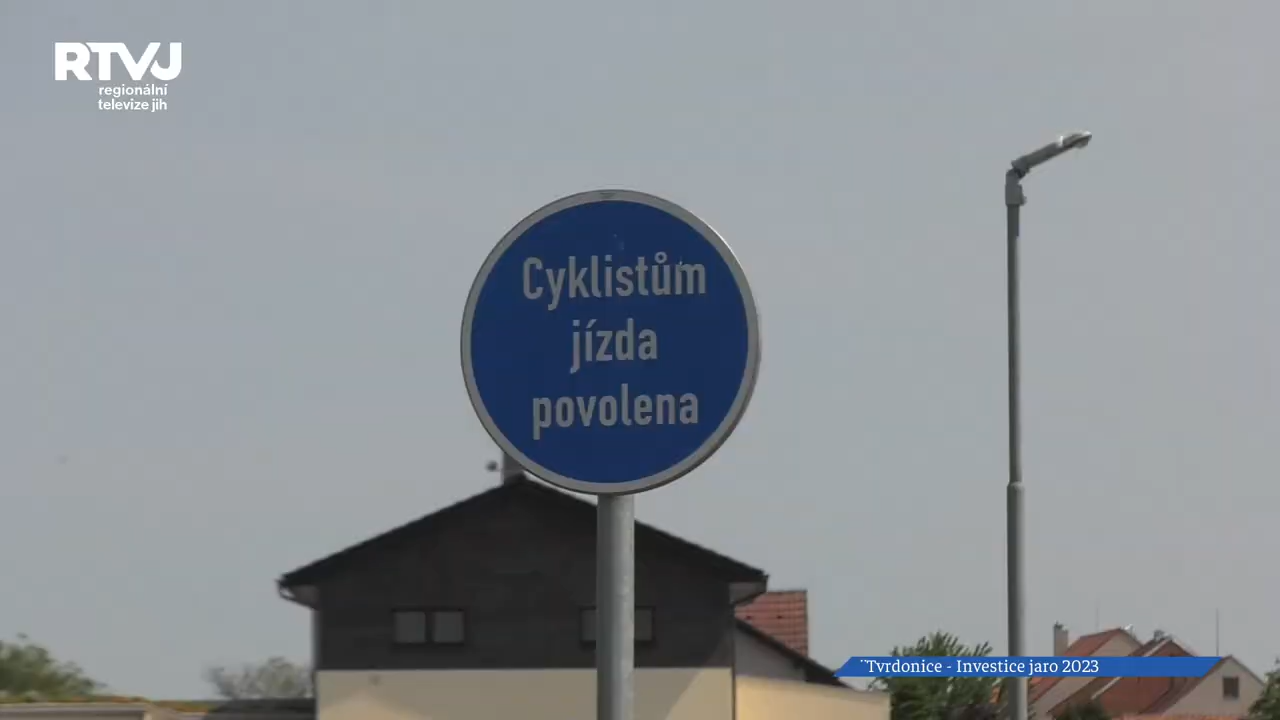 RTVJ
regionální
televize jih
Cyklistům
jízda
povolena
"Tvrdonice - Investice jaro 2023